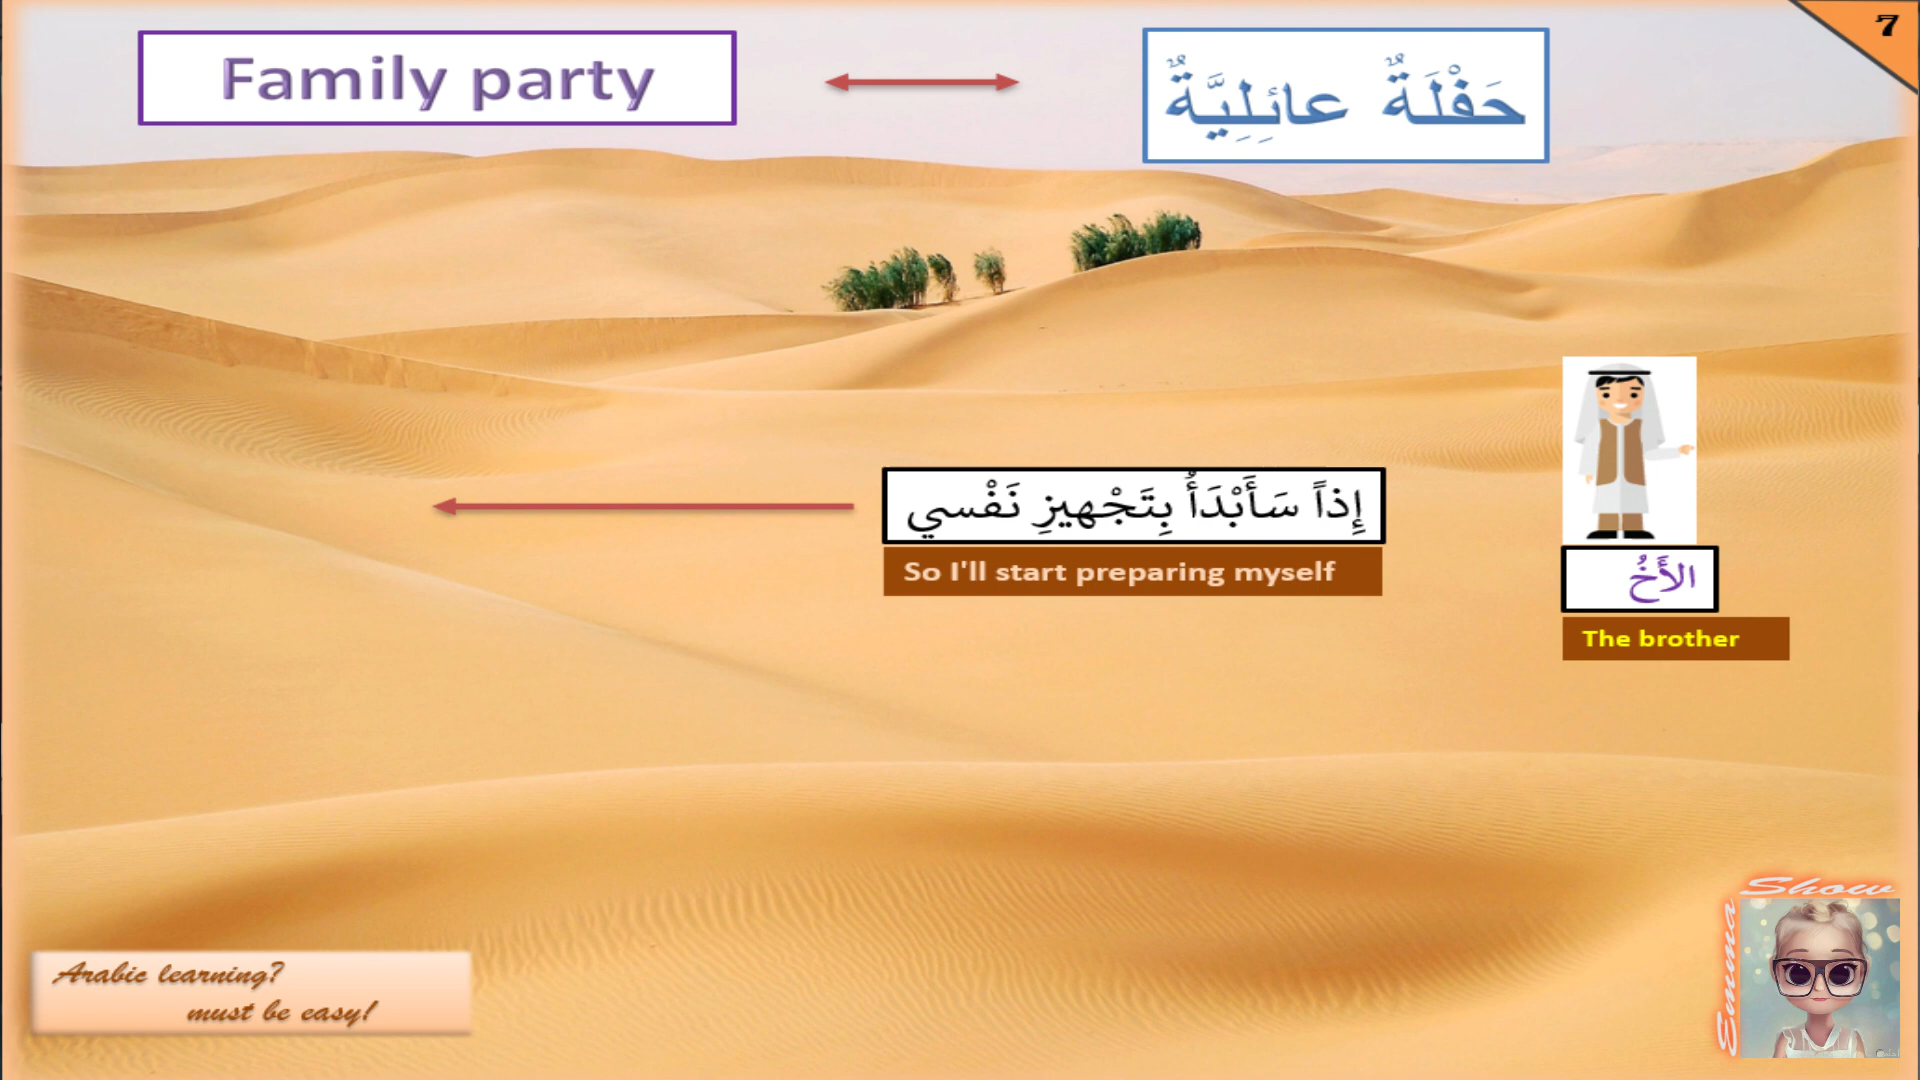 7
Family party
حَفْلَةٌ عائِلِيَّةٌ
إِذاً سَأَبْدَأُ بِتَجْهيزِ نَفْسي
So I'll start preparing myself
الأَخُ
The brother
Arabic learning?
must be easy!
Emma
Show